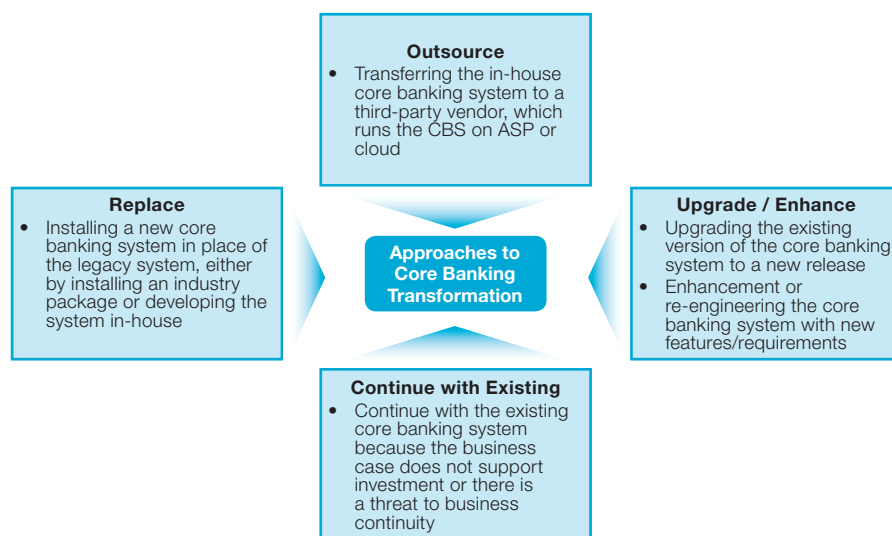 Outsource
• Transferring the in-house
core banking system to a
third-party vendor, which
runs the CBS on ASP or
cloud
Replace
• Installing a new core
banking system in place of
the legacy system, either
by installing an industry
package or developing the
system in-house
Approaches to
Core Banking
Transformation
Upgrade / Enhance
• Upgrading the existing
version of the core banking
system to a new release
• Enhancement or
re-engineering the core
banking system with new
features/requirements
Continue with Existing
• Continue with the existing
core banking system
because the business
case does not support
investment or there is
a threat to business
continuity